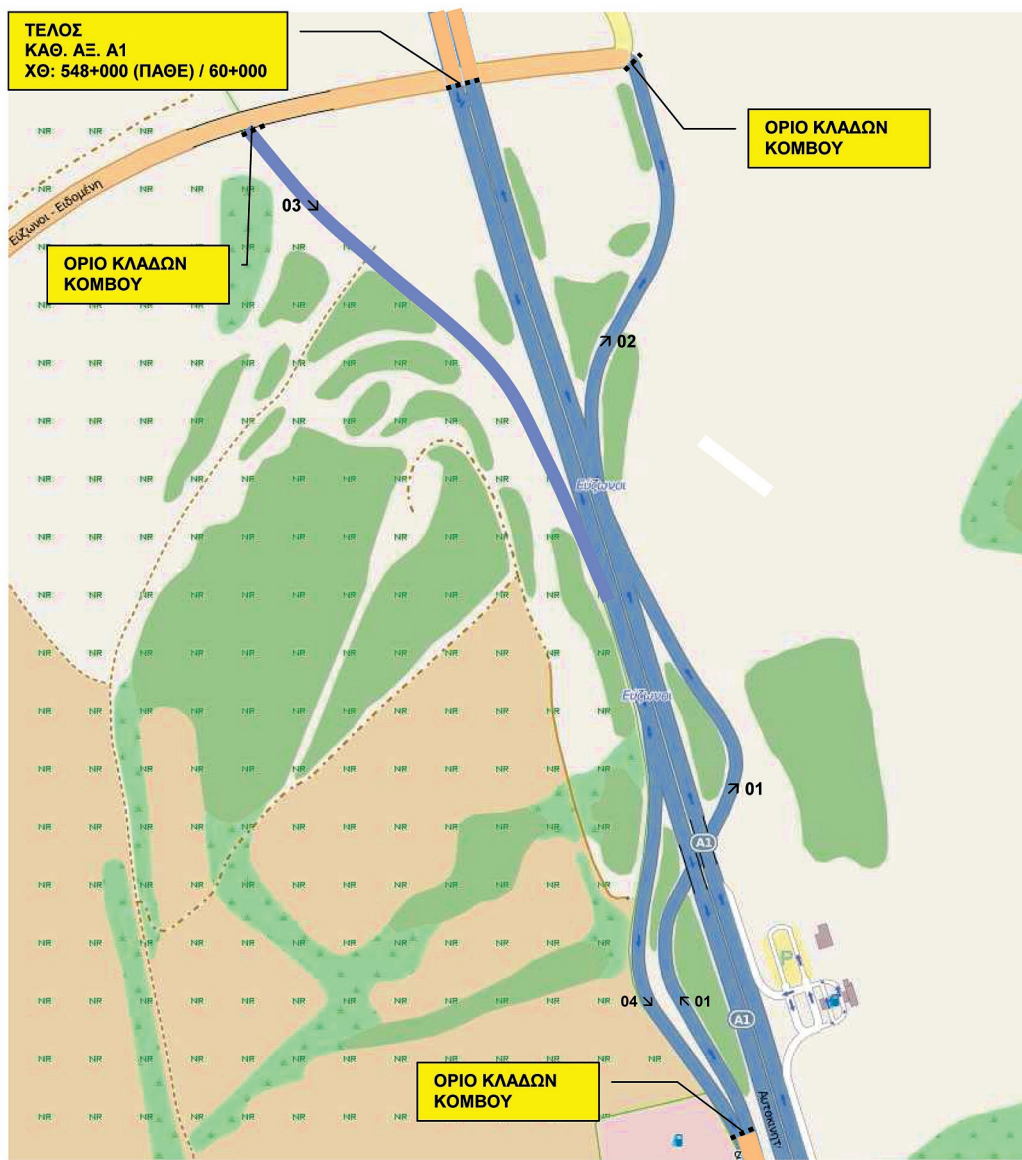 ΤΕΛΟΣ
ΚΑΘ. ΑΞ. Α1
ΧΘ: 548+000 (ΠΑΘΕ) / 60+000
ΟΡΙΟ ΚΛΑΔΩΝ
ΚΟΜΒΟΥ
Εύζωνοι - Ειδομένη
03
ΟΡΙΟ ΚΛΑΔΩΝ
ΚΟΜΒΟΥ
02
Εύζωνοι
Εύζωνοι
01
A1
P
04
01
A1
ΟΡΙΟ ΚΛΑΔΩΝ
ΚΟΜΒΟΥ
Αυτοκινητ.